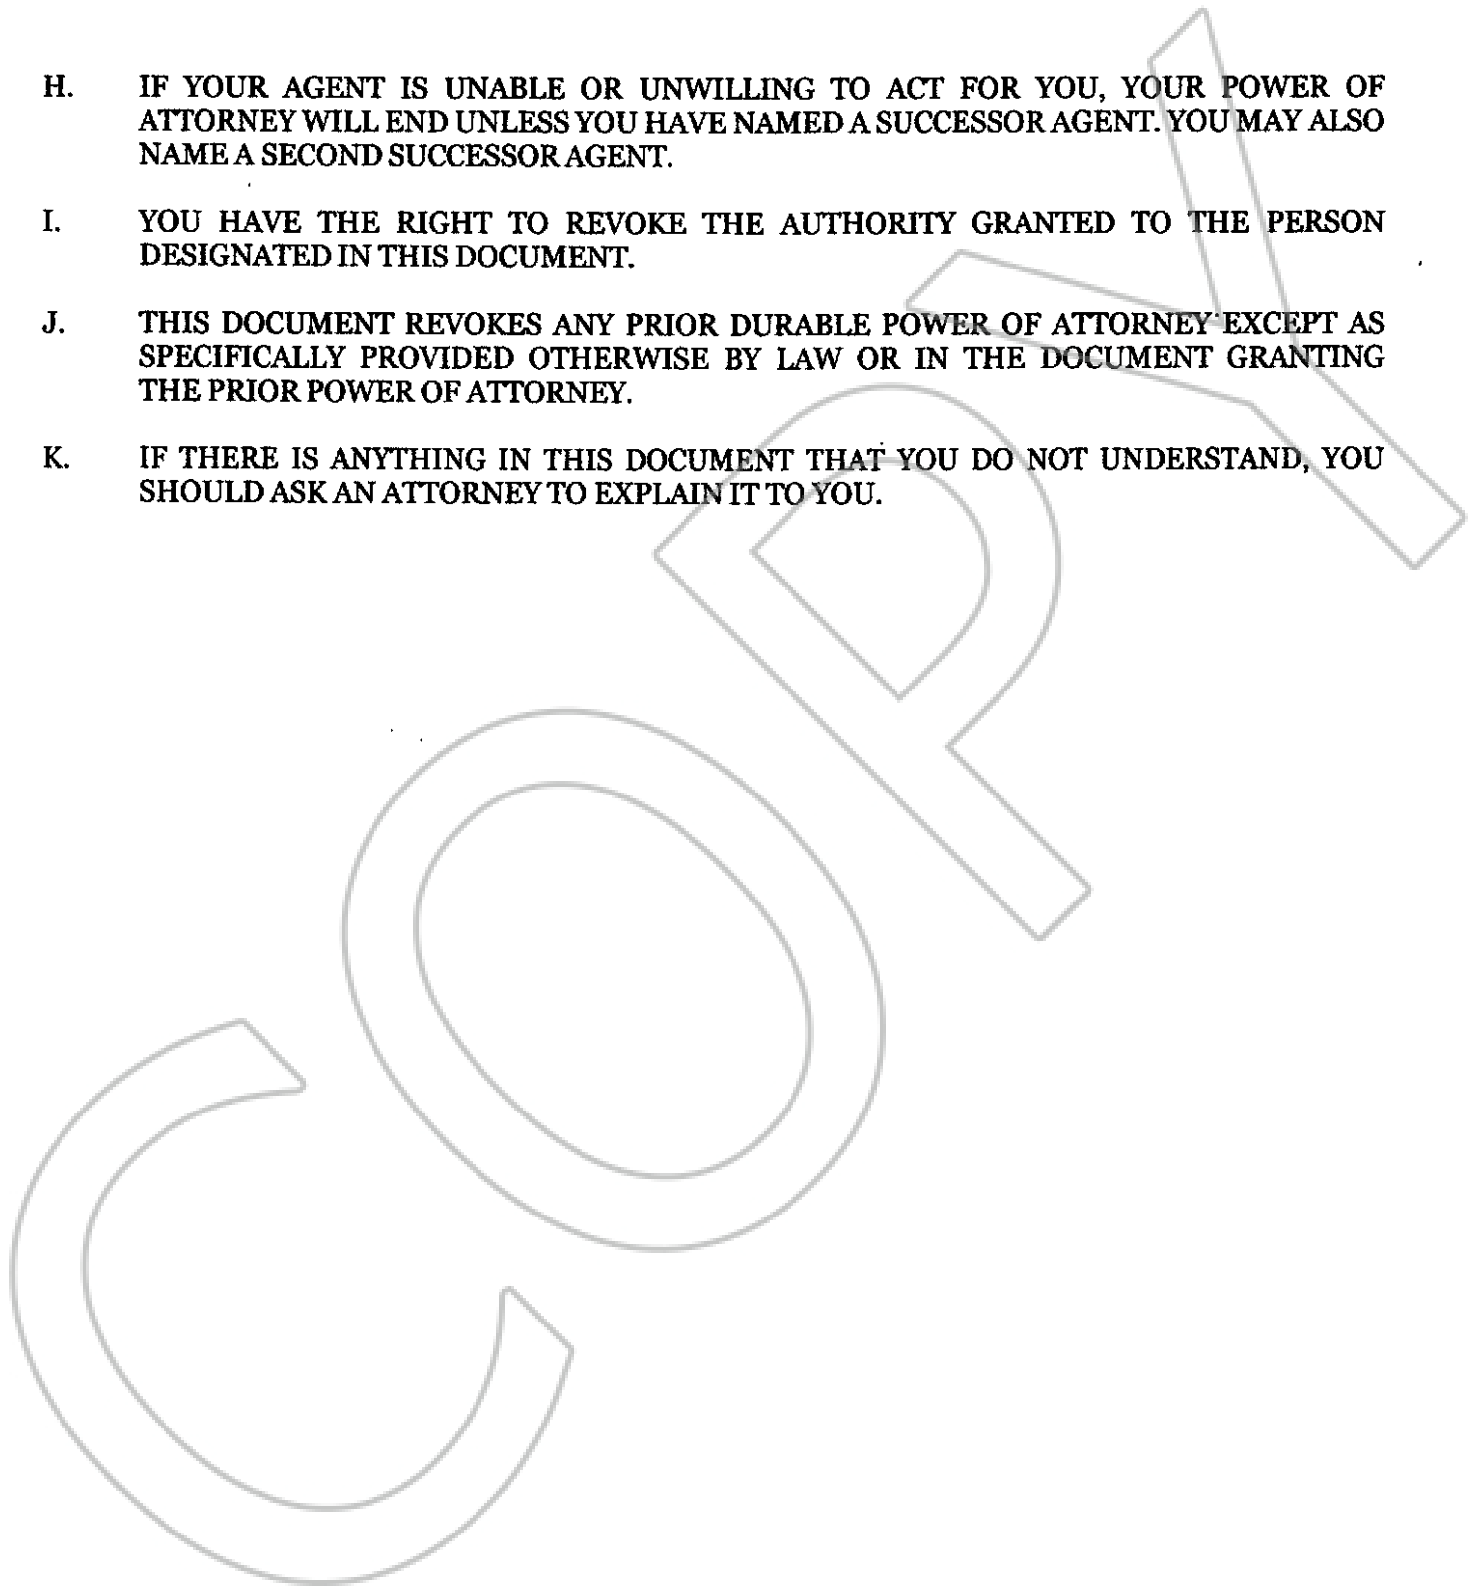 H. IF YOUR AGENT IS UNABLE OR UNWILLING TO ACT FOR YOU, YOUR POWER OF
ATTORNEY WILL END UNLESS YOU HAVE NAMED A SUCCESSOR AGENT. YOU MAY ALSO
NAME A SECOND SUCCESSOR AGENT.
I. YOU HAVE THE RIGHT TO REVOKE THE AUTHORITY GRANTED TO THE PERSON
DESIGNATED IN THIS DOCUMENT.
J. THIS DOCUMENT REVOKES ANY PRIOR DURABLE POWER OF ATTORNEY EXCEPT AS
SPECIFICALLY PROVIDED OTHERWISE BY LAW OR IN THE DOCUMENT GRANTING
THE PRIOR POWER OF ATTORNEY.
K. IF THERE IS ANYTHING IN THIS DOCUMENT THAT YOU DO NOT UNDERSTAND, YOU
SHOULD ASK AN ATTORNEY TO EXPLAIN IT TO YOU.
COPY